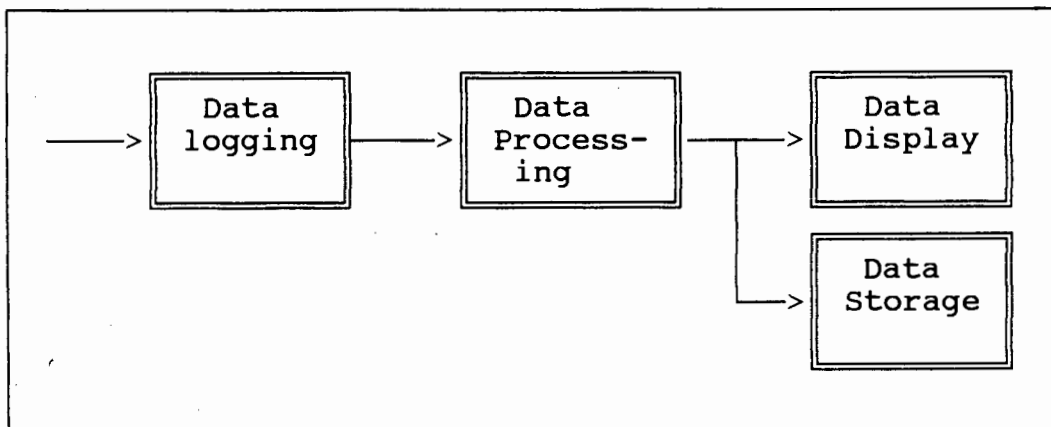 Data
logging
Data
Process-
ing
Data
Display
Data
Storage